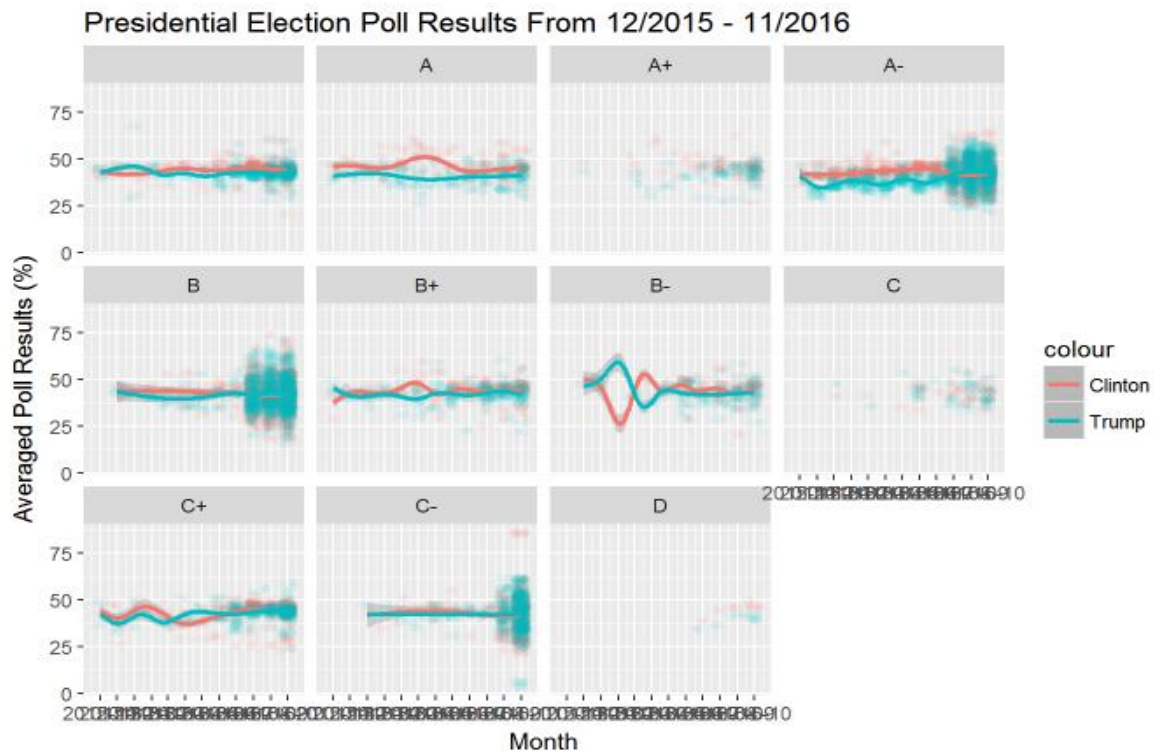 Presidential Election Poll Results From 12/2015 - 11/2016
A
A+
A-
75
50
25
0
B
B+
B-
C
75
50
25
0
C+
C-
D
75
50
25
0
Averaged Poll Results (%)
Month
colour
Clinton
Trump